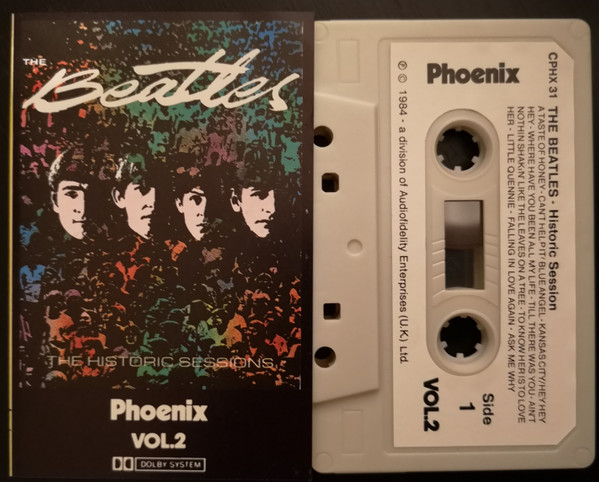 THE
Beatles
THE HISTORIC SESSIONS
Phoenix
VOL.2
DOLBY SYSTEM
Phoenix
℗ © 1984 - a division of Audiofidelity Enterprises (U.K.) Ltd.
CPHX 31
THE BEATLES - Historic Session
A TASTE OF HONEY - CAN'T HELP IT/BLUE ANGEL - KANSAS CITY/HEY HEY
HEY - WHERE HAVE YOU BEEN ALL MY LIFE - TILL THERE WAS YOU - AIN'T
NOTHIN SHAKIN' LIKE THE LEAVES ON A TREE - TO KNOW HER IS TO LOVE
HER - LITTLE QUENNIE - FALLING IN LOVE AGAIN - ASK ME WHY
Side
1
VOL.2